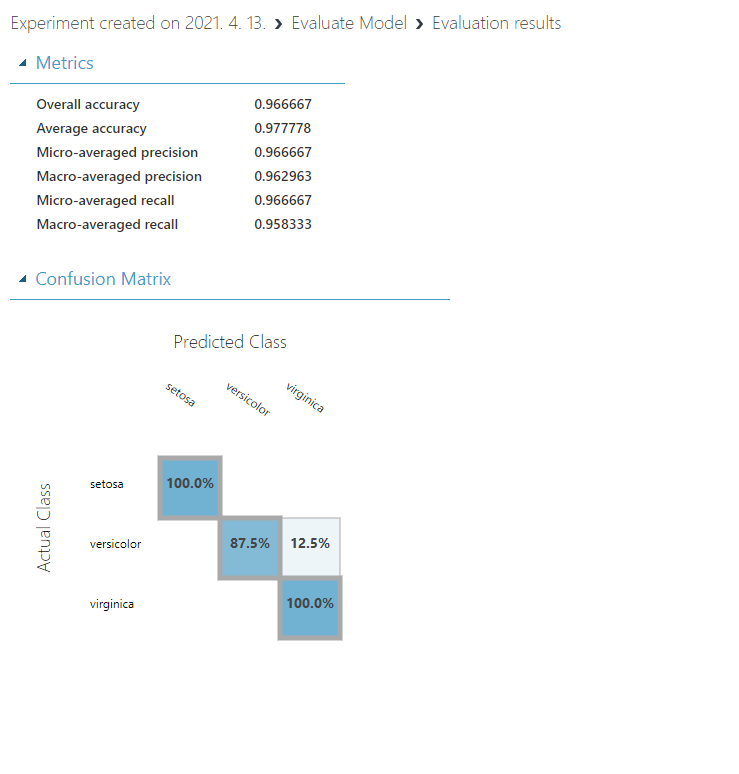 Experiment created on 2021. 4. 13. › Evaluate Model › Evaluation results
Metrics
Overall accuracy 0.966667
Average accuracy 0.977778
Micro-averaged precision 0.966667
Macro-averaged precision 0.962963
Micro-averaged recall 0.966667
Macro-averaged recall 0.958333
Confusion Matrix
Predicted Class
setosa versicolor virginica
Actual Class
setosa 100.0%
versicolor 87.5% 12.5%
virginica 100.0%